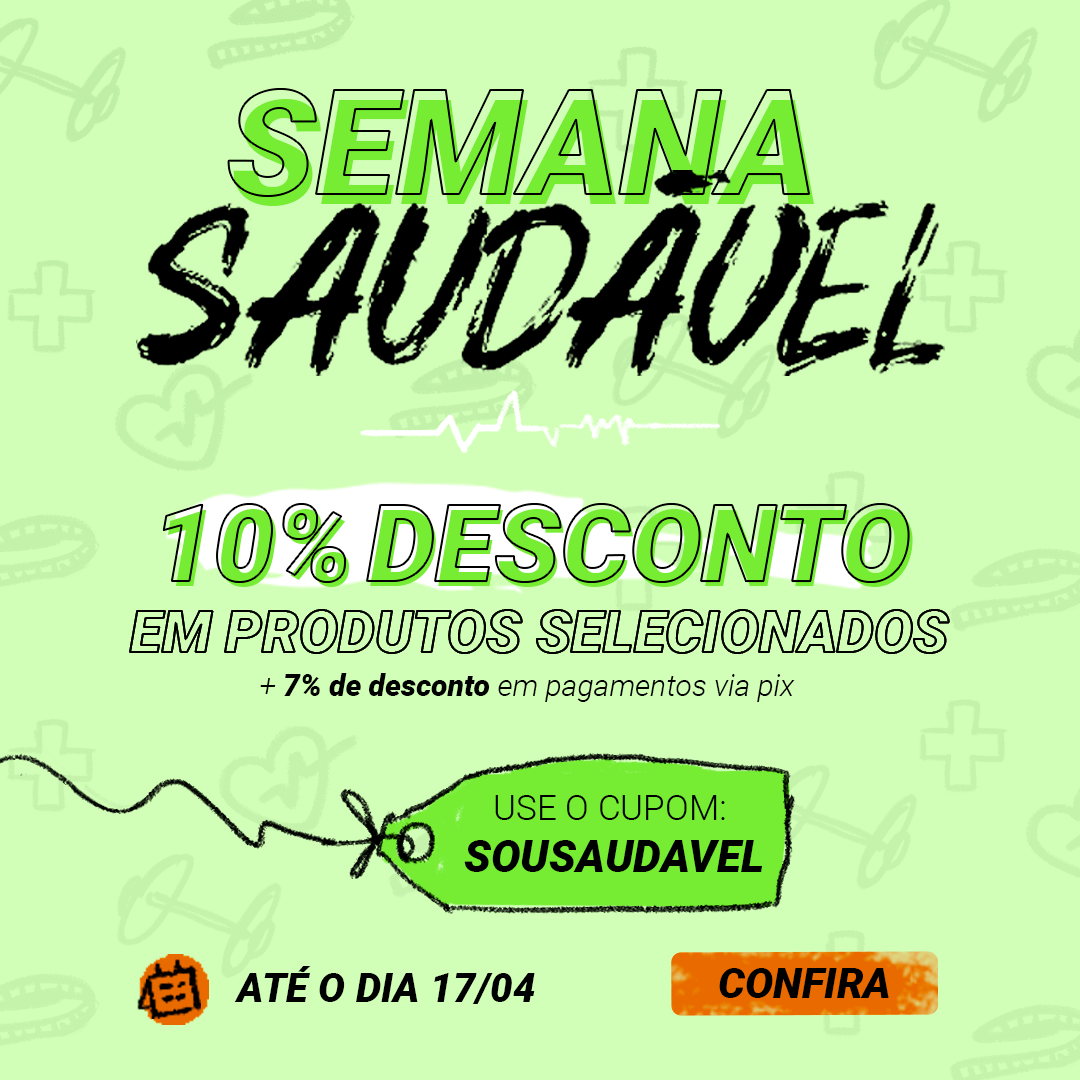 SEMANA
SAUDÁVEL
10% DESCONTO
EM PRODUTOS SELECIONADOS
+ 7% de desconto em pagamentos via pix
USE O CUPOM:
SOUSAUDAVEL
ATÉ O DIA 17/04
CONFIRA